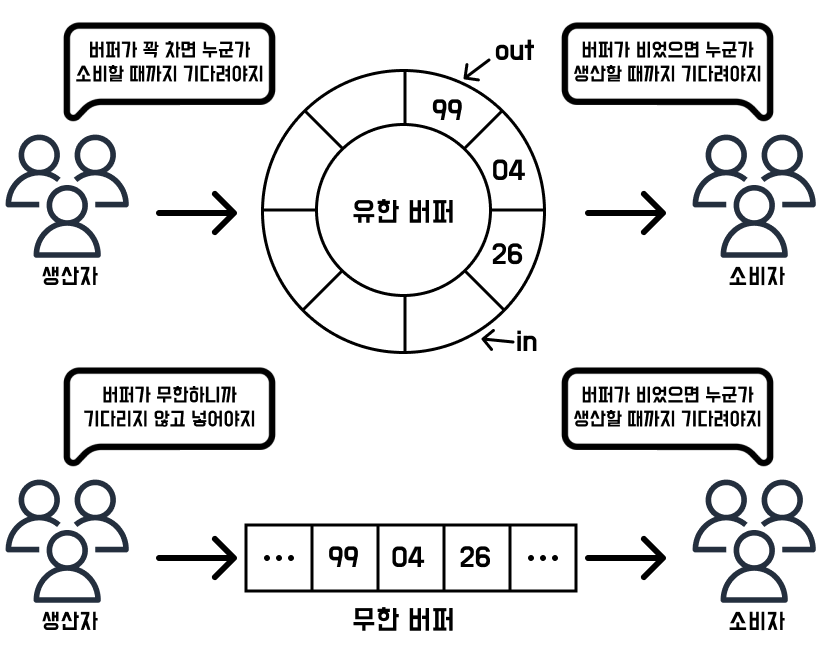 버퍼가 꽉 차면 누군가
소비할 때까지 기다려야지
버퍼가 비었으면 누군가
생산할 때까지 기다려야지
out
99
04
26
in
유한 버퍼
생산자
소비자
버퍼가 무한하니까
기다리지 않고 넣어야지
버퍼가 비었으면 누군가
생산할 때까지 기다려야지
... 99 04 26 ...
생산자
무한 버퍼
소비자